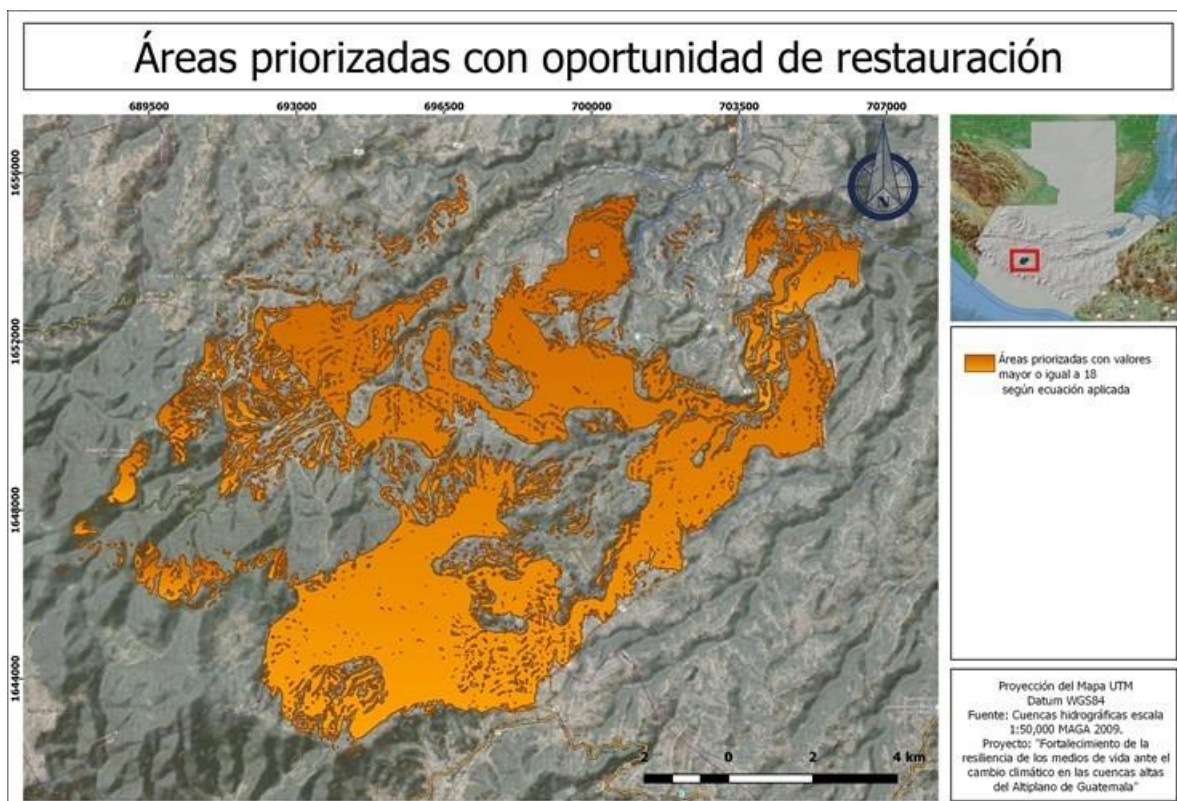 Áreas priorizadas con oportunidad de restauración
689500 693000 696500 700000 703500 707000
1656000
1652000
1648000
1644000
N
Áreas priorizadas con valores
mayor o igual a 18
según ecuación aplicada
2 0 2 4 km
Proyección del Mapa UTM
Datum WGS84
Fuente: Cuencas hidrográficas escala
1:50,000 MAGA 2009.
Proyecto: "Fortalecimiento de la
resiliencia de los medios de vida ante el
cambio climático en las cuencas altas
del Altiplano de Guatemala"